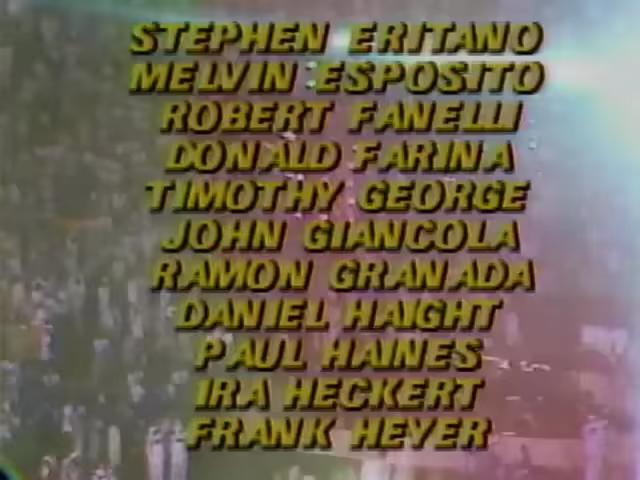 STEPHEN ERITANO
MELVIN ESPOSITO
ROBERT FANELLI
DONALD FARINA
TIMOTHY GEORGE
JOHN GIANCOLA
RAMON GRANADA
DANIEL HAIGHT
PAUL HAINES
IRA HECKERT
FRANK HEYER